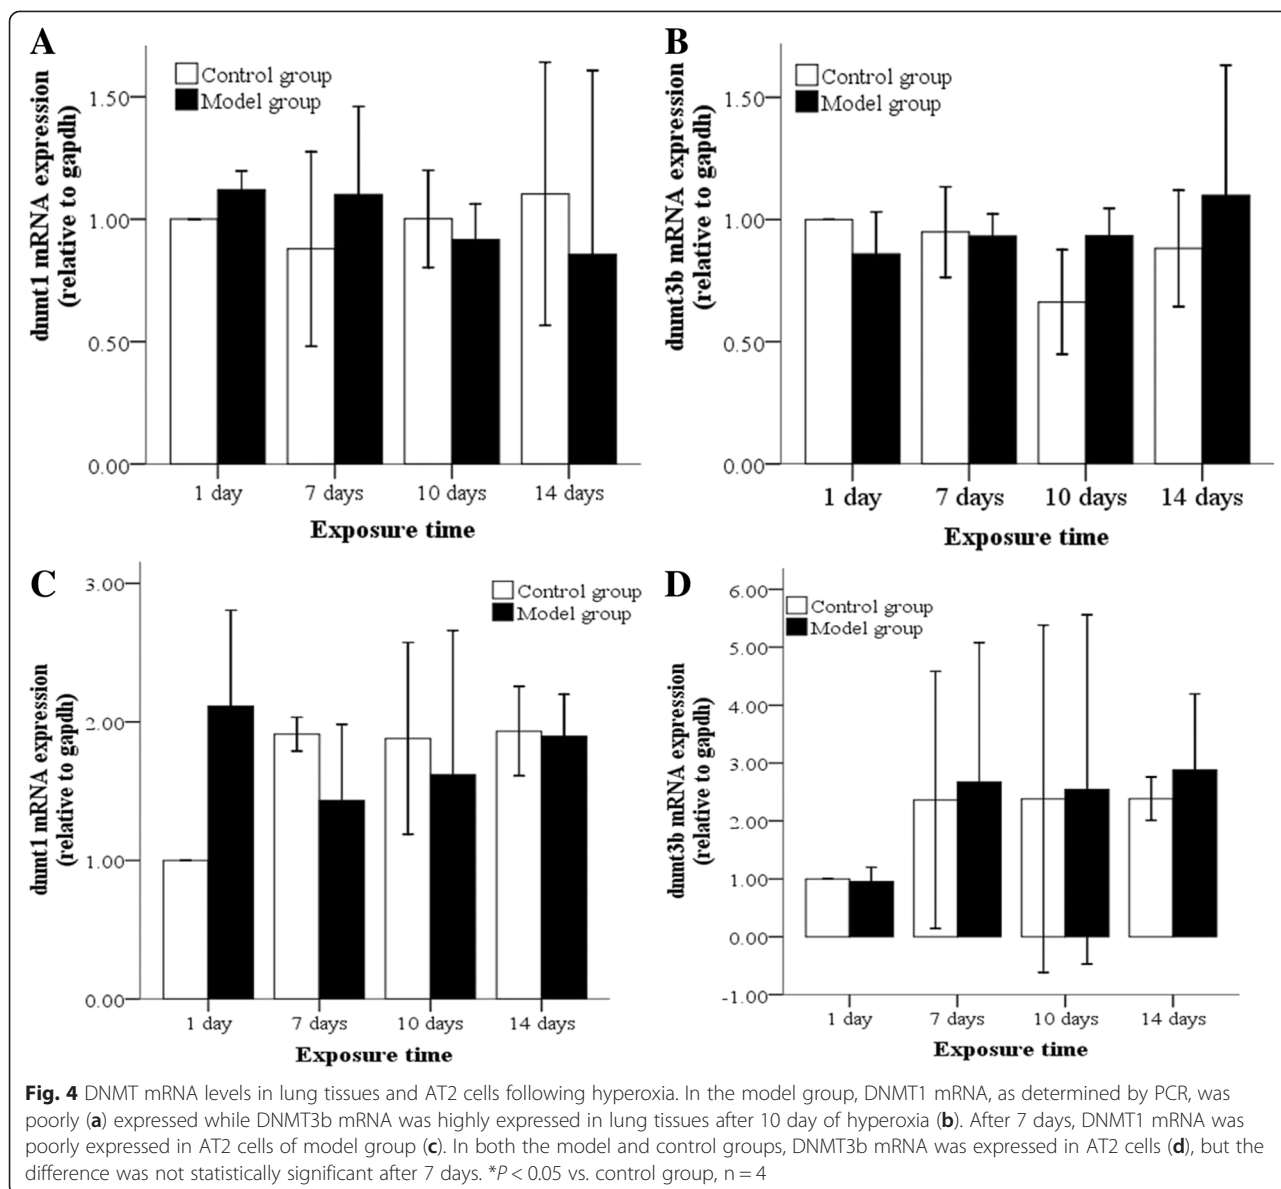 A
Control group
Model group
dnmt1 mRNA expression
(relative to gapdh)
1.50
1.00
0.50
0.00
1 day 7 days 10 days 14 days
Exposure time
B
Control group
Model group
dnmt3b mRNA expression
(relative to gapdh)
1.50
1.00
0.50
0.00
1 day 7 days 10 days 14 days
Exposure time
C
Control group
Model group
dnmt1 mRNA expression
(relative to gapdh)
3.00
2.00
1.00
0.00
1 day 7 days 10 days 14 days
Exposure time
D
Control group
Model group
dnmt3b mRNA expression
(relative to gapdh)
6.00
5.00
4.00
3.00
2.00
1.00
0.00
-1.00
1 day 7 days 10 days 14 days
Exposure time
Fig. 4 DNMT mRNA levels in lung tissues and AT2 cells following hyperoxia. In the model group, DNMT1 mRNA, as determined by PCR, was
poorly (a) expressed while DNMT3b mRNA was highly expressed in lung tissues after 10 day of hyperoxia (b). After 7 days, DNMT1 mRNA was
poorly expressed in AT2 cells of model group (c). In both the model and control groups, DNMT3b mRNA was expressed in AT2 cells (d), but the
difference was not statistically significant after 7 days. *P < 0.05 vs. control group, n = 4